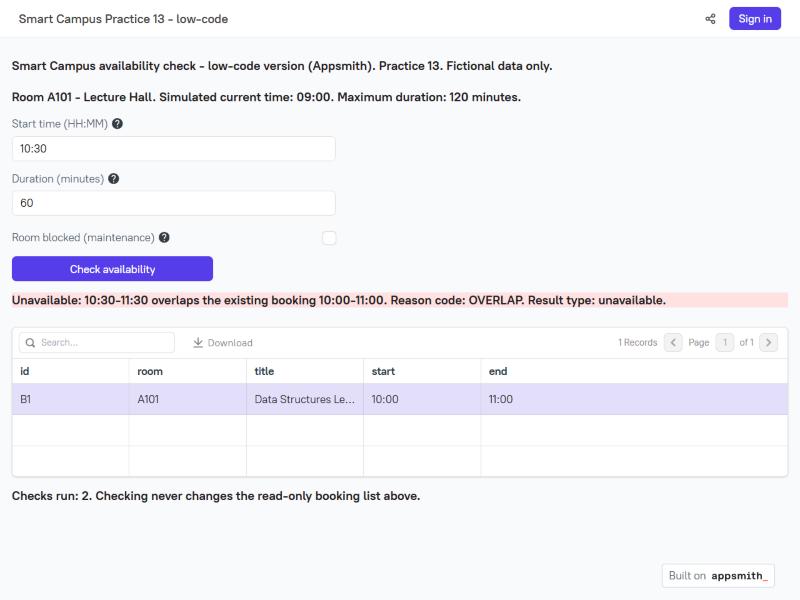 Smart Campus Practice 13 - low-code
Sign in
Smart Campus availability check - low-code version (Appsmith). Practice 13. Fictional data only.
Room A101 - Lecture Hall. Simulated current time: 09:00. Maximum duration: 120 minutes.
Start time (HH:MM) ?
10:30
Duration (minutes) ?
60
Room blocked (maintenance) ?
Check availability
Unavailable: 10:30-11:30 overlaps the existing booking 10:00-11:00. Reason code: OVERLAP. Result type: unavailable.
Search... Download 1 Records Page 1 of 1
id room title start end
B1 A101 Data Structures Le... 10:00 11:00
Checks run: 2. Checking never changes the read-only booking list above.
Built on appsmith_